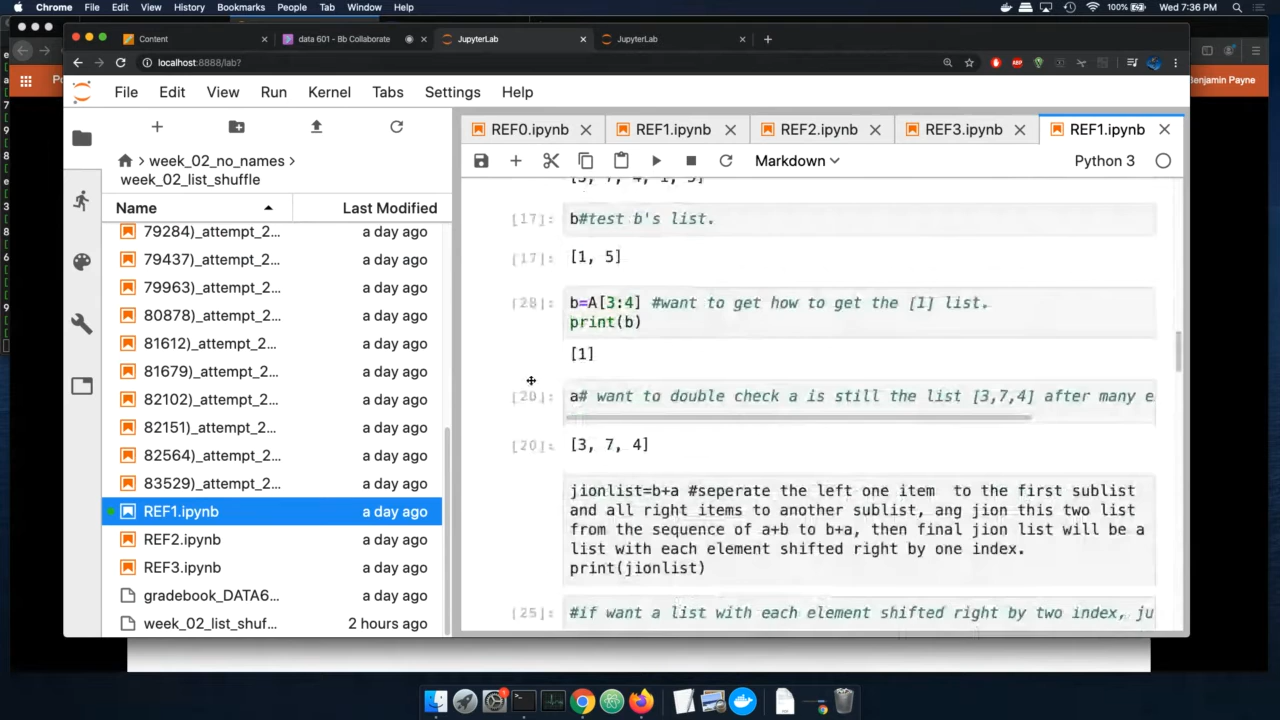 Chrome File Edit View History Bookmarks People Tab Window Help 100% Wed 7:36 PM
Content data 601 - Bb Collaborate JupyterLab JupyterLab
localhost:8888/lab?
Benjamin Payne
File Edit View Run Kernel Tabs Settings Help
REF0.ipynb REF1.ipynb REF2.ipynb REF3.ipynb REF1.ipynb
Markdown Python 3
week_02_no_names >
week_02_list_shuffle
Name Last Modified
79284)_attempt_2... a day ago
79437)_attempt_2... a day ago
79963)_attempt_2... a day ago
80878)_attempt_2... a day ago
81612)_attempt_2... a day ago
81679)_attempt_2... a day ago
82102)_attempt_2... a day ago
82151)_attempt_2... a day ago
82564)_attempt_2... a day ago
83529)_attempt_2... a day ago
REF1.ipynb a day ago
REF2.ipynb a day ago
REF3.ipynb a day ago
gradebook_DATA6... a day ago
week_02_list_shuf... 2 hours ago
[17]: b#test b's list.
[17]: [1, 5]
[28]: b=A[3:4] #want to get how to get the [1] list.
print(b)
[1]
[20]: a# want to double check a is still the list [3,7,4] after many e
[20]: [3, 7, 4]
jionlist=b+a #seperate the left one item to the first sublist
and all right items to another sublist, ang jion this two list
from the sequence of a+b to b+a, then final jion list will be a
list with each element shifted right by one index.
print(jionlist)
[25]: #if want a list with each element shifted right by two index, ju